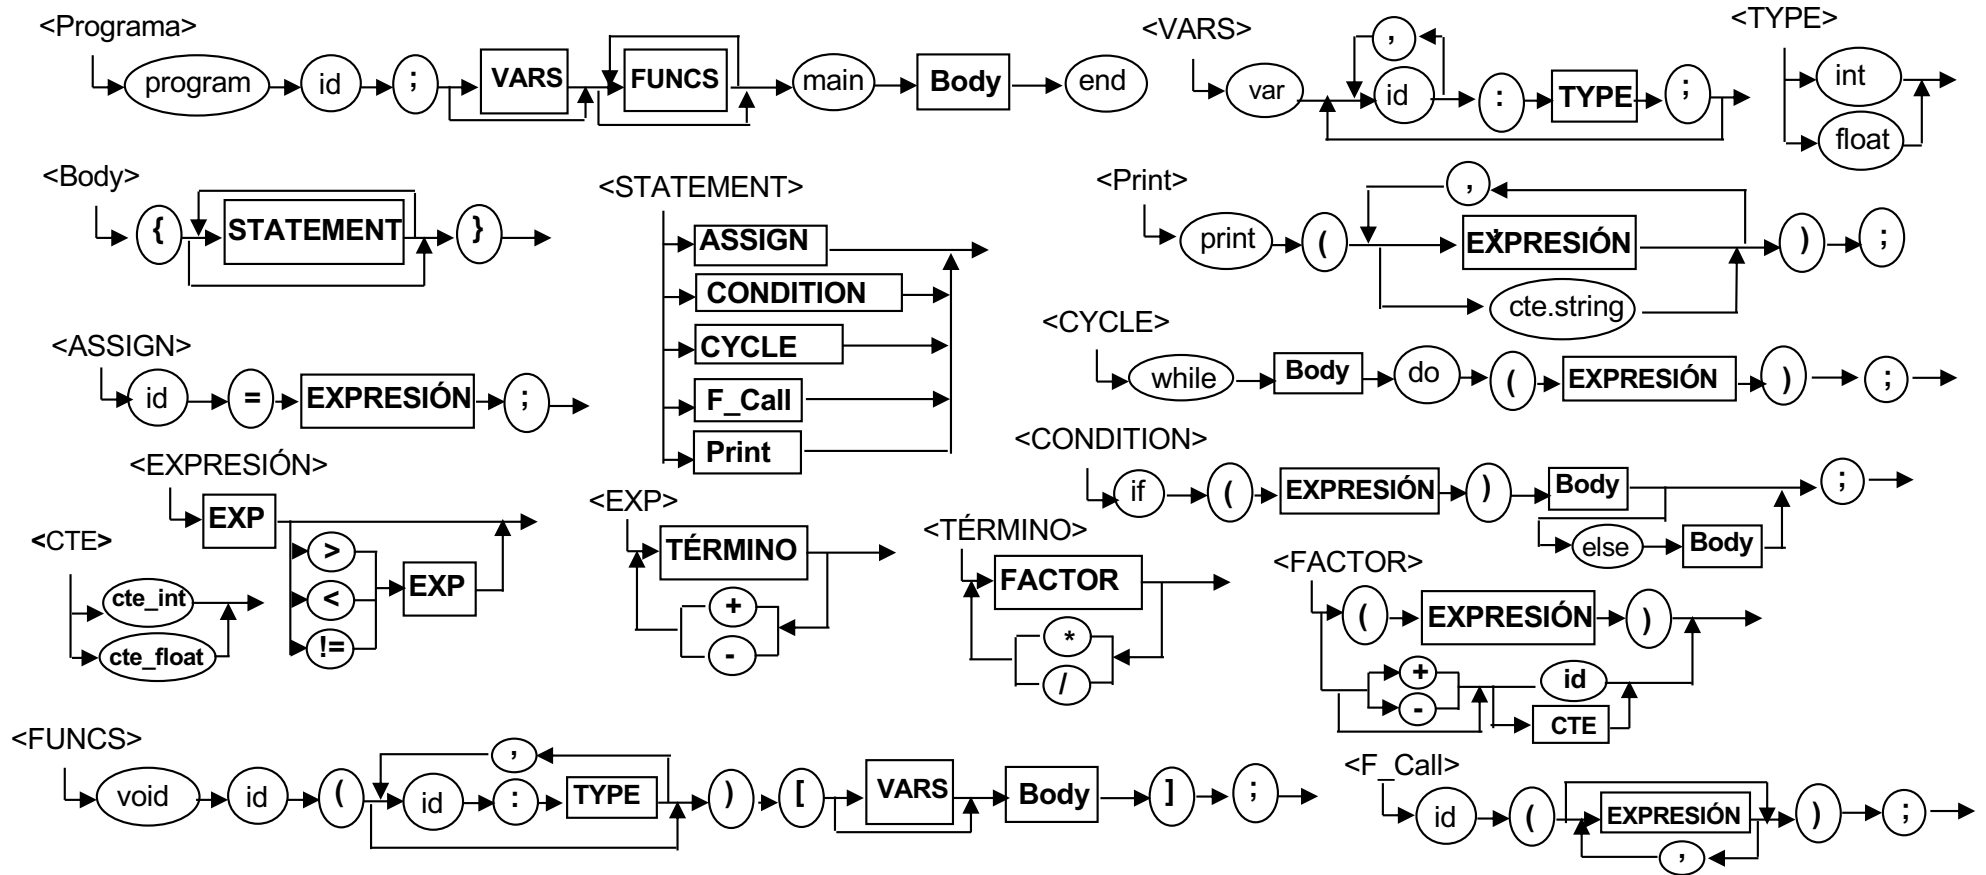 <Programa>
program id ; VARS FUNCS main Body end
<VARS>
var , id : TYPE ;
<TYPE>
int
float
<Body>
{ STATEMENT }
<STATEMENT>
ASSIGN
CONDITION
CYCLE
F_Call
Print
<Print>
print ( , EXPRESIÓN cte.string ) ;
<ASSIGN>
id = EXPRESIÓN ;
<CYCLE>
while Body do ( EXPRESIÓN ) ;
<EXPRESIÓN>
EXP > < != EXP
<CONDITION>
if ( EXPRESIÓN ) Body else Body ;
<CTE>
cte_int
cte_float
<EXP>
TÉRMINO
+
-
<TÉRMINO>
FACTOR
*
/
<FACTOR>
( EXPRESIÓN )
+ id
- CTE
<FUNCS>
void id ( , id : TYPE ) [ VARS Body ] ;
<F_Call>
id ( EXPRESIÓN , ) ;